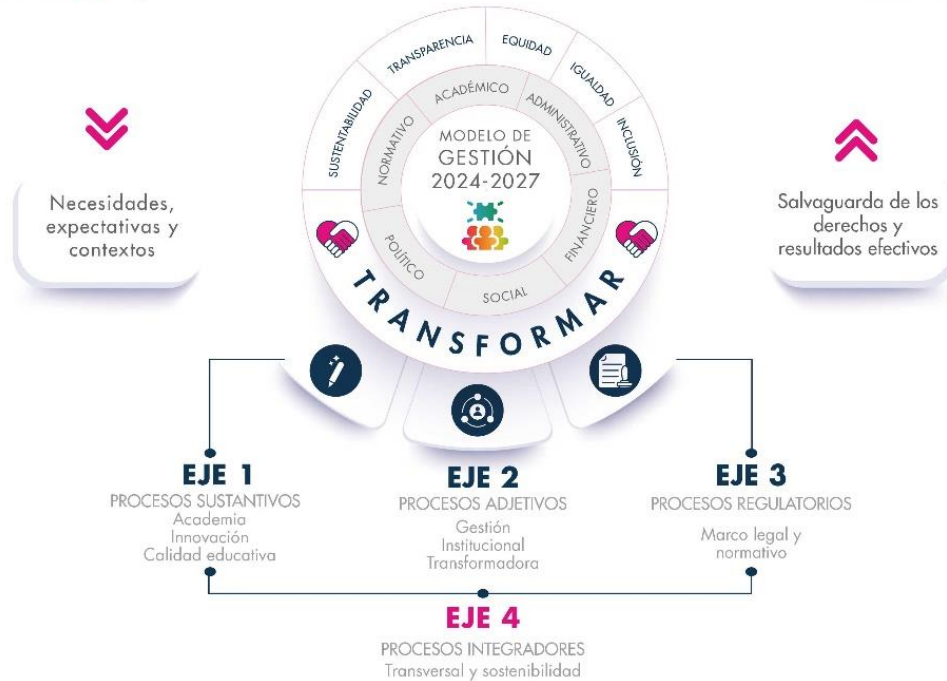 SUSTENTABILIDAD
TRANSPARENCIA
EQUIDAD
IGUALDAD
INCLUSIÓN
POLÍTICO
NORMATIVO
ACADÉMICO
ADMINISTRATIVO
FINANCIERO
SOCIAL
MODELO DE
GESTIÓN
2024-2027
TRANSFORMAR
Necesidades,
expectativas y
contextos
Salvaguarda de los
derechos y
resultados efectivos
EJE 1
PROCESOS SUSTANTIVOS
Academia
Innovación
Calidad educativa
EJE 2
PROCESOS ADJETIVOS
Gestión
Institucional
Transformadora
EJE 3
PROCESOS REGULATORIOS
Marco legal y
normativo
EJE 4
PROCESOS INTEGRADORES
Transversal y sostenibilidad